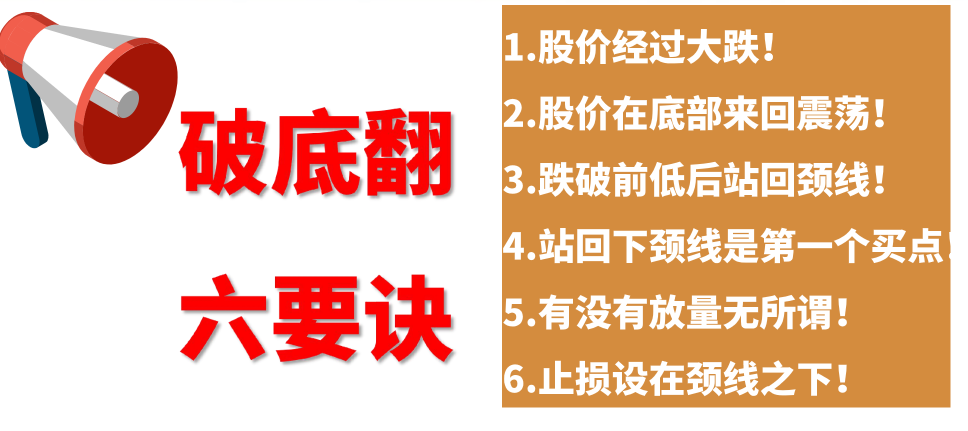 破底翻
六要诀
1.股价经过大跌！
2.股价在底部来回震荡！
3.跌破前低后站回颈线！
4.站回下颈线是第一个买点！
5.有没有放量无所谓！
6.止损设在颈线之下！